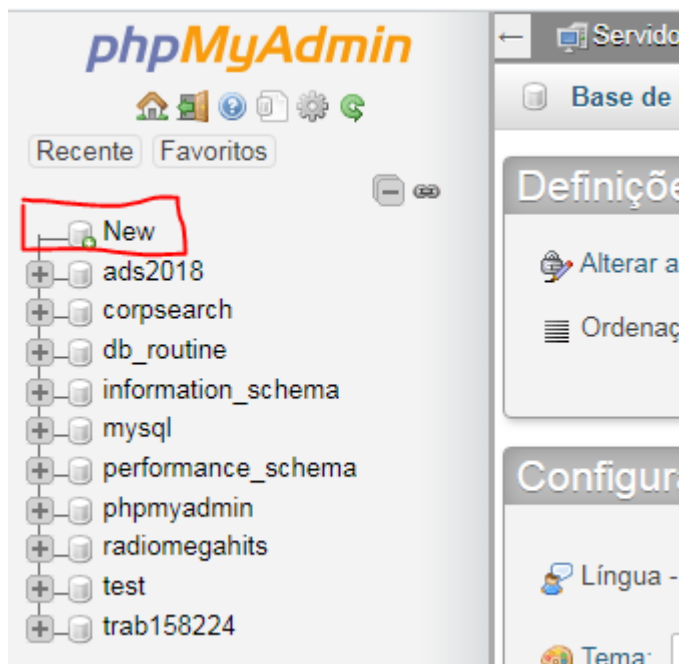 phpMyAdmin
Recente Favoritos
New
ads2018
corpsearch
db_routine
information_schema
mysql
performance_schema
phpmyadmin
radiomegahits
test
trab158224
← Servido
Base de
Definiçõe
Alterar a
Ordenaç
Configura
Língua -
Tema: